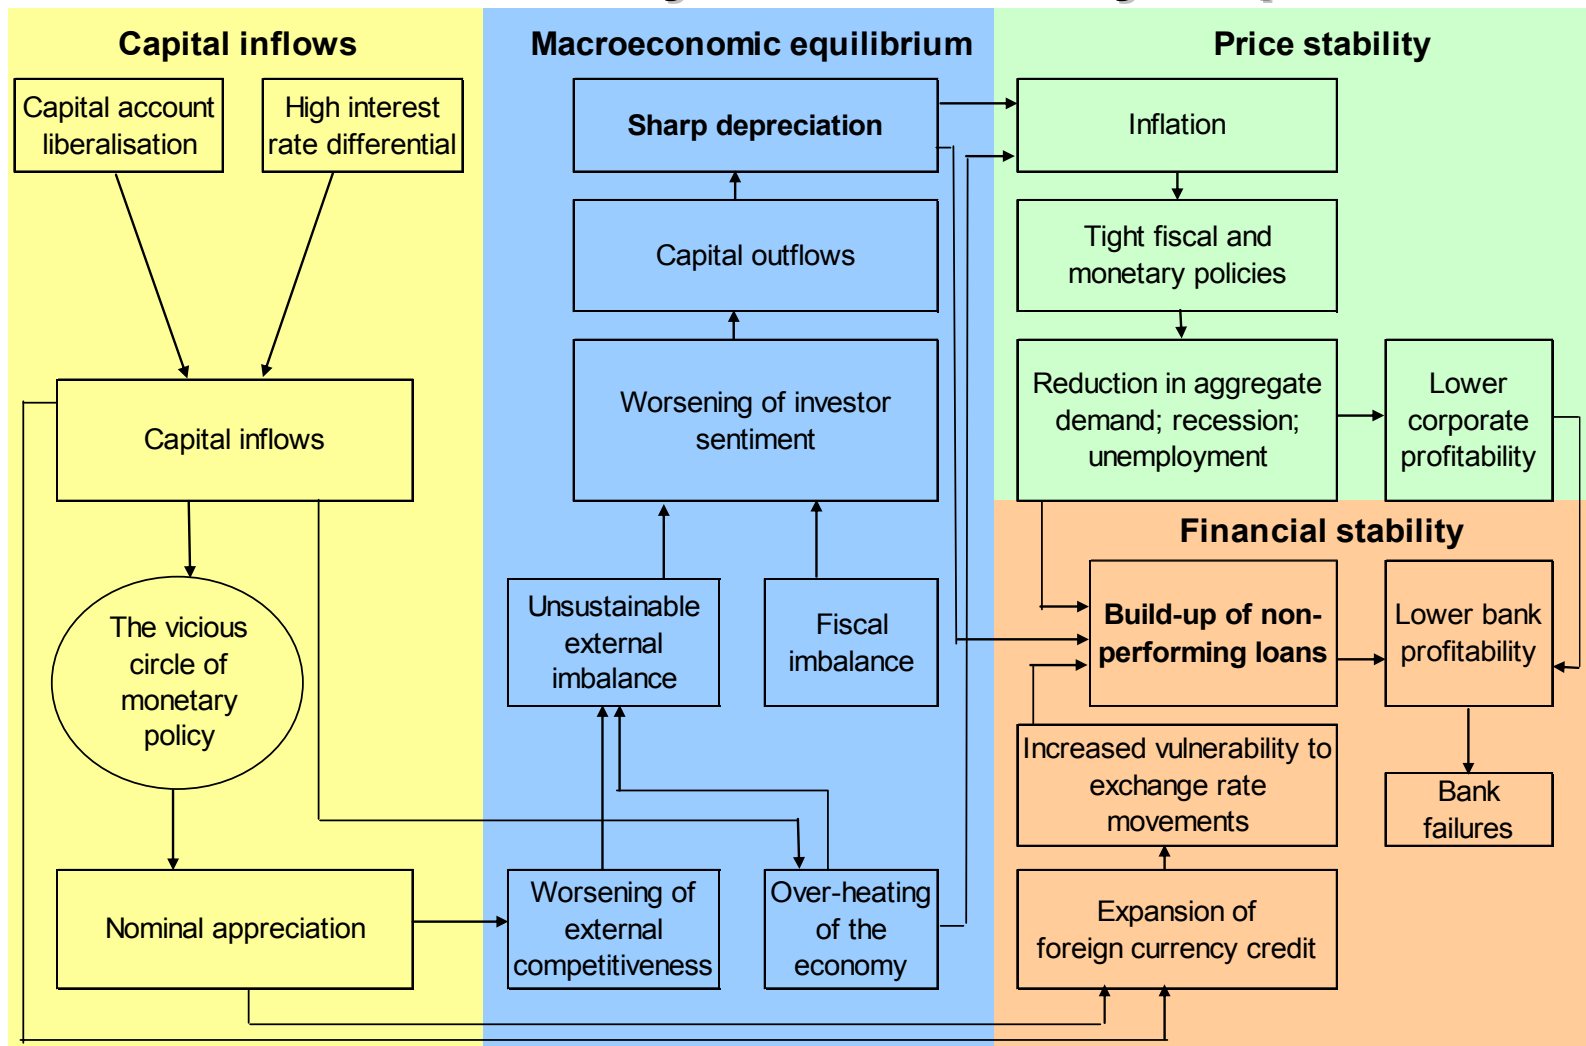 Capital inflows
Capital account
liberalisation
High interest
rate differential
Capital inflows
The vicious
circle of
monetary
policy
Nominal appreciation
Macroeconomic equilibrium
Sharp depreciation
Capital outflows
Worsening of investor
sentiment
Unsustainable
external
imbalance
Fiscal
imbalance
Worsening of
external
competitiveness
Over-heating
of the
economy
Price stability
Inflation
Tight fiscal and
monetary policies
Reduction in aggregate
demand; recession;
unemployment
Lower
corporate
profitability
Financial stability
Build-up of non-
performing loans
Lower bank
profitability
Increased vulnerability to
exchange rate
movements
Bank
failures
Expansion of
foreign currency credit